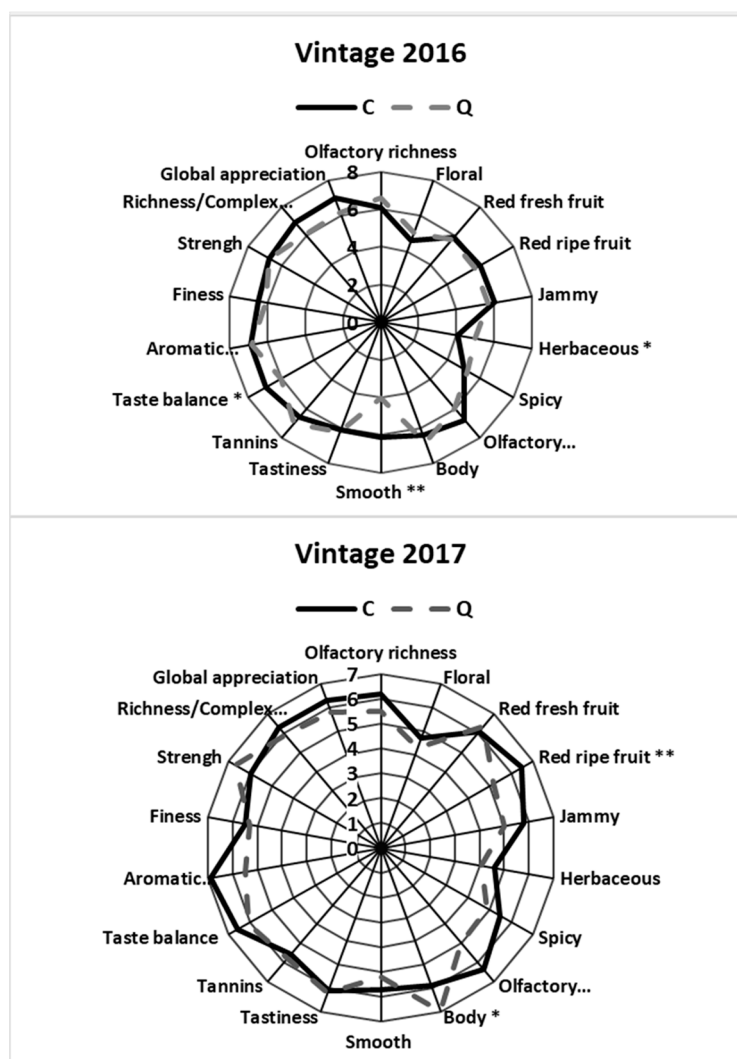 Vintage 2016
C Q
Olfactory richness
Global appreciation
Floral
Richness/Complex...
Red fresh fruit
Strengh
Red ripe fruit
Finess
Jammy
Aromatic...
Herbaceous *
Taste balance *
Spicy
Tannins
Olfactory...
Tastiness
Body
Smooth **
8
6
4
2
0
Vintage 2017
C Q
Olfactory richness
Global appreciation
Floral
Richness/Complex...
Red fresh fruit
Strengh
Red ripe fruit **
Finess
Jammy
Aromatic...
Herbaceous
Taste balance
Spicy
Tannins
Olfactory...
Tastiness
Body *
Smooth
7
6
5
4
3
2
1
0